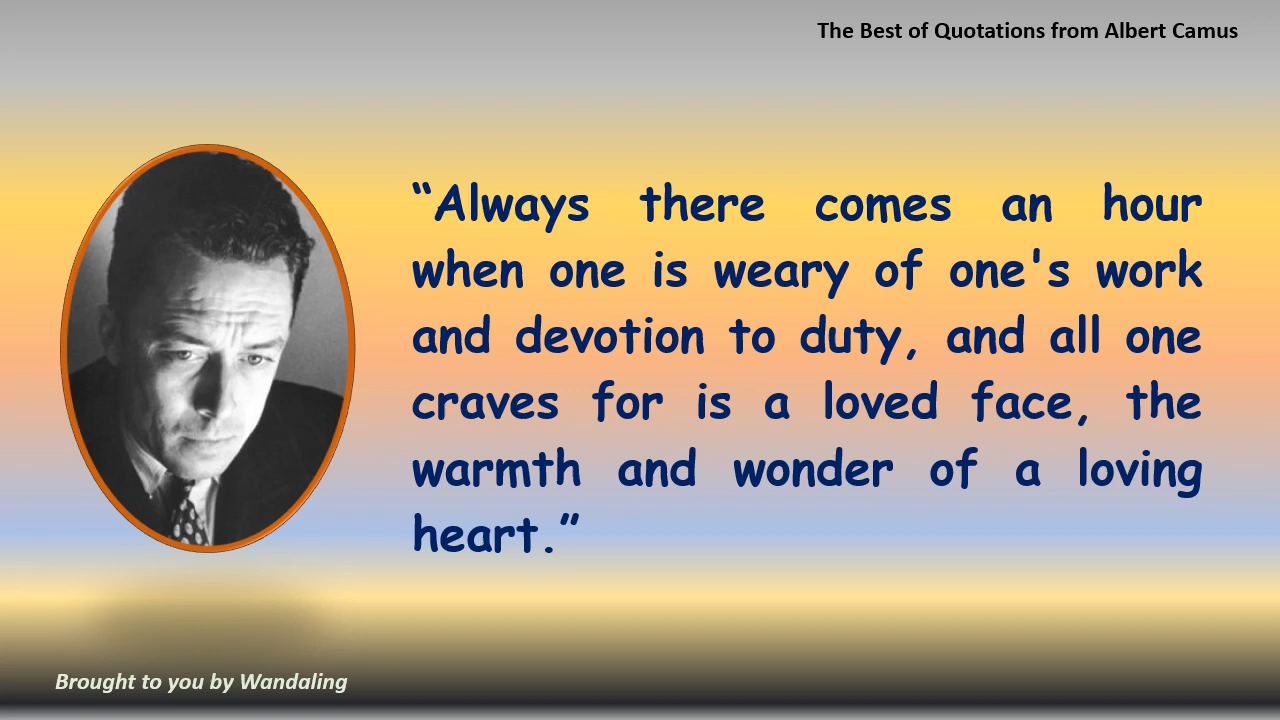 The Best of Quotations from Albert Camus
“Always there comes an hour
when one is weary of one's work
and devotion to duty, and all one
craves for is a loved face, the
warmth and wonder of a loving
heart.”
Brought to you by Wandaling